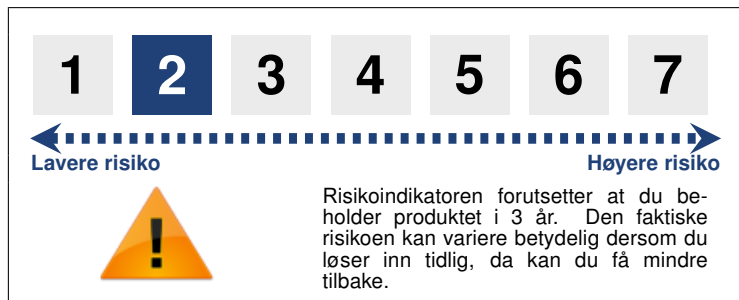 1 2 3 4 5 6 7
Lavere risiko Høyere risiko
!
Risikoindikatoren forutsetter at du be-
holder produktet i 3 år. Den faktiske
risikoen kan variere betydelig dersom du
løser inn tidlig, da kan du få mindre
tilbake.